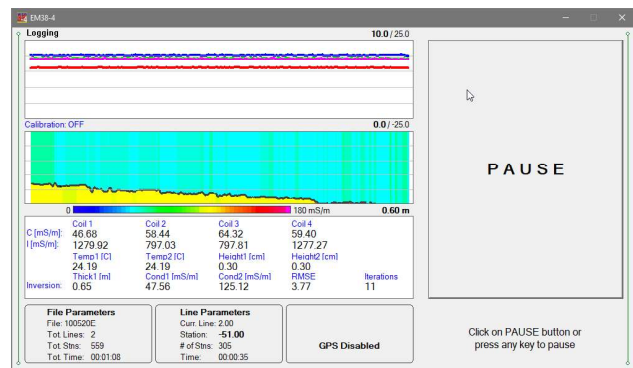 EM38-4
Logging
10.0 / 25.0
Calibration: OFF
0.0 / -25.0
0
180 mS/m
0.60 m
Coil 1 Coil 2 Coil 3 Coil 4
C [mS/m]: 46.68 58.44 64.32 59.40
I [mS/m]: 1279.92 797.03 797.81 1277.27
Temp1 [C] Temp2 [C] Height1 [cm] Height2 [cm]
24.19 24.19 0.30 0.30
Thick1 [m] Cond1 [mS/m] Cond2 [mS/m] RMSE Iterations
Inversion: 0.65 47.56 125.12 3.77 11
File Parameters
File: 100520E
Tot. Lines: 2
Tot. Stns: 559
Tot. Time: 00:01:08
Line Parameters
Curr. Line: 2.00
Station: -51.00
# of Stns: 305
Time: 00:00:35
GPS Disabled
PAUSE
Click on PAUSE button or
press any key to pause